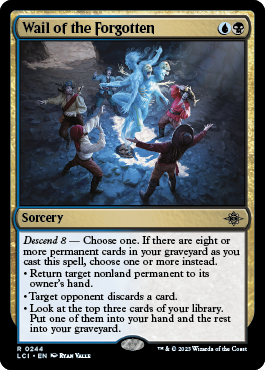 Wail of the Forgotten
Sorcery
Descend 8 — Choose one. If there are eight or
more permanent cards in your graveyard as you
cast this spell, choose one or more instead.
• Return target nonland permanent to its
owner's hand.
• Target opponent discards a card.
• Look at the top three cards of your library.
Put one of them into your hand and the rest
into your graveyard.
R 0244
LCI • EN Ryan Valle
™ & © 2023 Wizards of the Coast